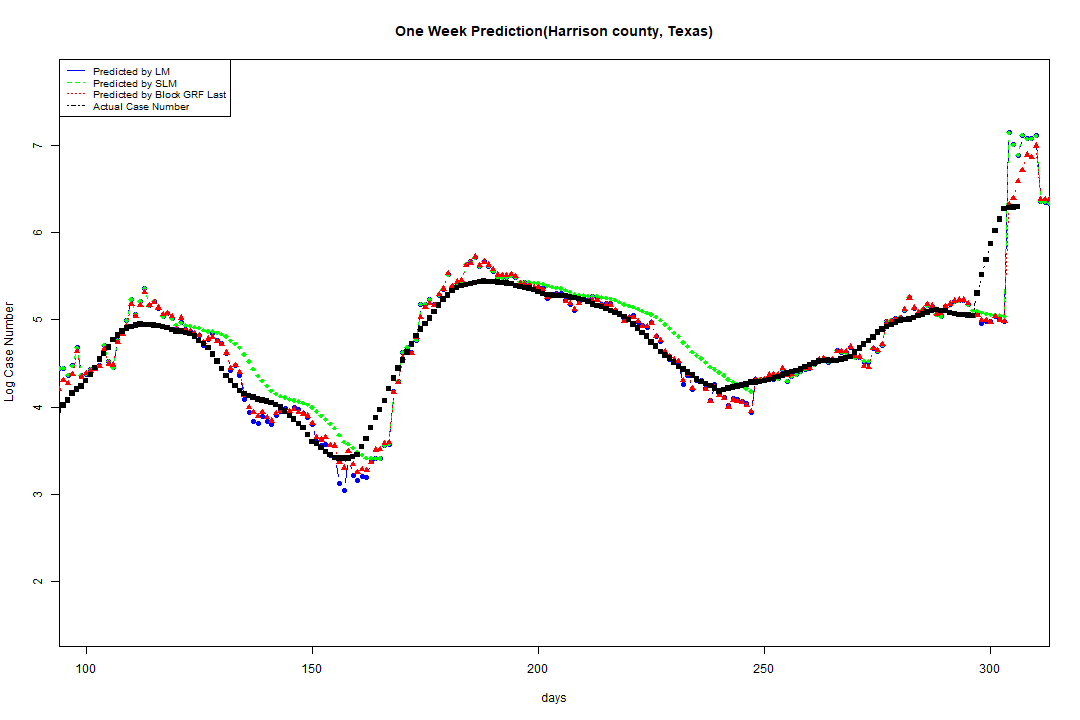 One Week Prediction(Harrison county, Texas)
Predicted by LM
Predicted by SLM
Predicted by Block GRF Last
Actual Case Number
7
6
5
4
3
2
Log Case Number
100 150 200 250 300
days